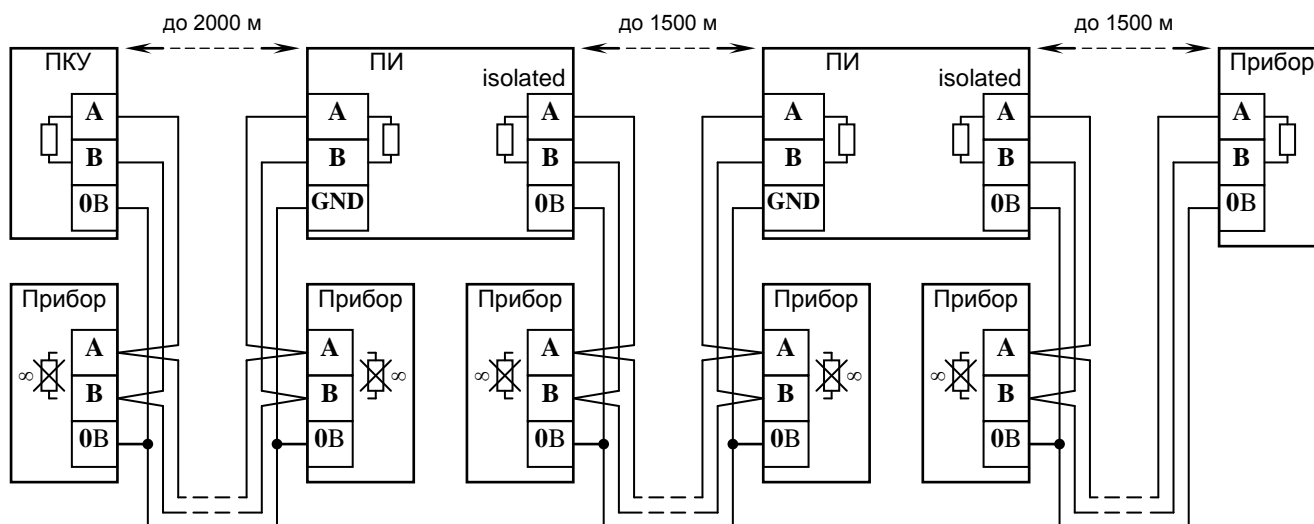 до 2000 м
до 1500 м
до 1500 м
ПКУ
ПИ
isolated
ПИ
isolated
Прибор
A
B
0В
A
B
GND
A
B
0В
A
B
GND
A
B
0В
A
B
0В
Прибор
∞
A
B
0В
Прибор
A
B
0В
∞
Прибор
∞
A
B
0В
Прибор
A
B
0В
∞
Прибор
∞
A
B
0В